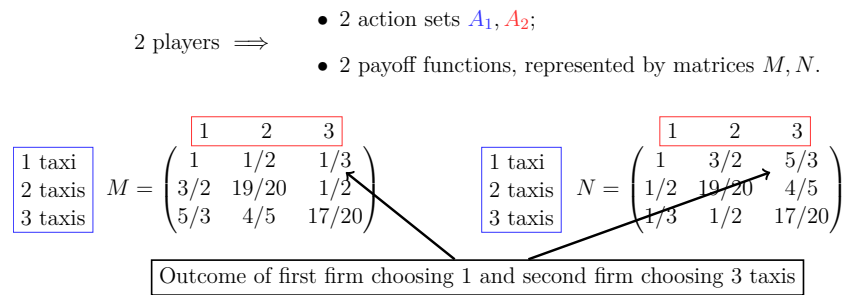 • 2 action sets A₁, A₂;
2 players ⟹
• 2 payoff functions, represented by matrices M, N.
1 2 3
1 taxi
2 taxis
3 taxis
M =
1 1/2 1/3
3/2 19/20 1/2
5/3 4/5 17/20
1 2 3
1 taxi
2 taxis
3 taxis
N =
1 3/2 5/3
1/2 19/20 4/5
1/3 1/2 17/20
Outcome of first firm choosing 1 and second firm choosing 3 taxis